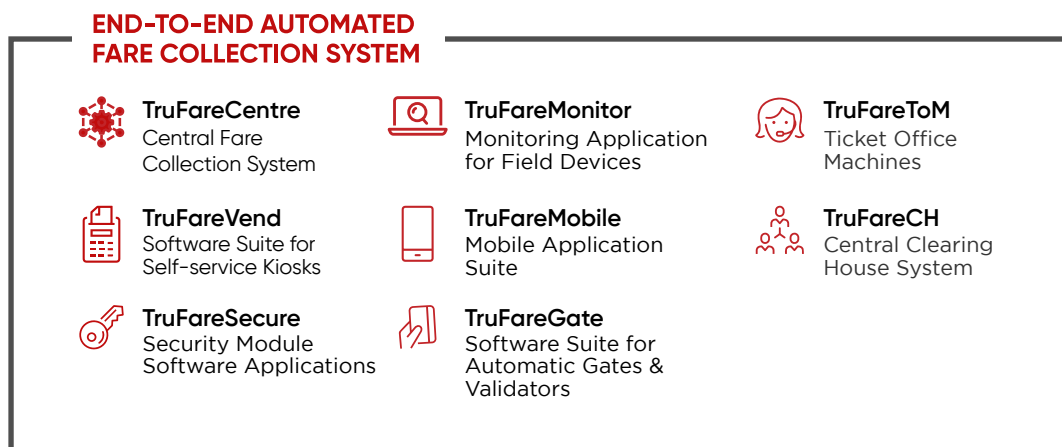 END-TO-END AUTOMATED
FARE COLLECTION SYSTEM
TruFareCentre
Central Fare
Collection System
TruFareMonitor
Monitoring Application
for Field Devices
TruFareToM
Ticket Office
Machines
TruFareVend
Software Suite for
Self-service Kiosks
TruFareMobile
Mobile Application
Suite
TruFareCH
Central Clearing
House System
TruFareSecure
Security Module
Software Applications
TruFareGate
Software Suite for
Automatic Gates &
Validators